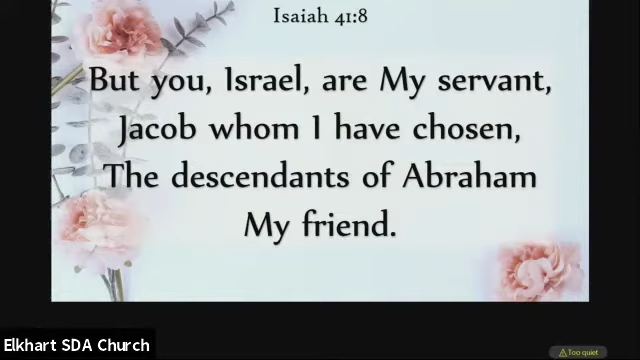 Isaiah 41:8
But you, Israel, are My servant,
Jacob whom I have chosen,
The descendants of Abraham
My friend.
Elkhart SDA Church
Too quiet